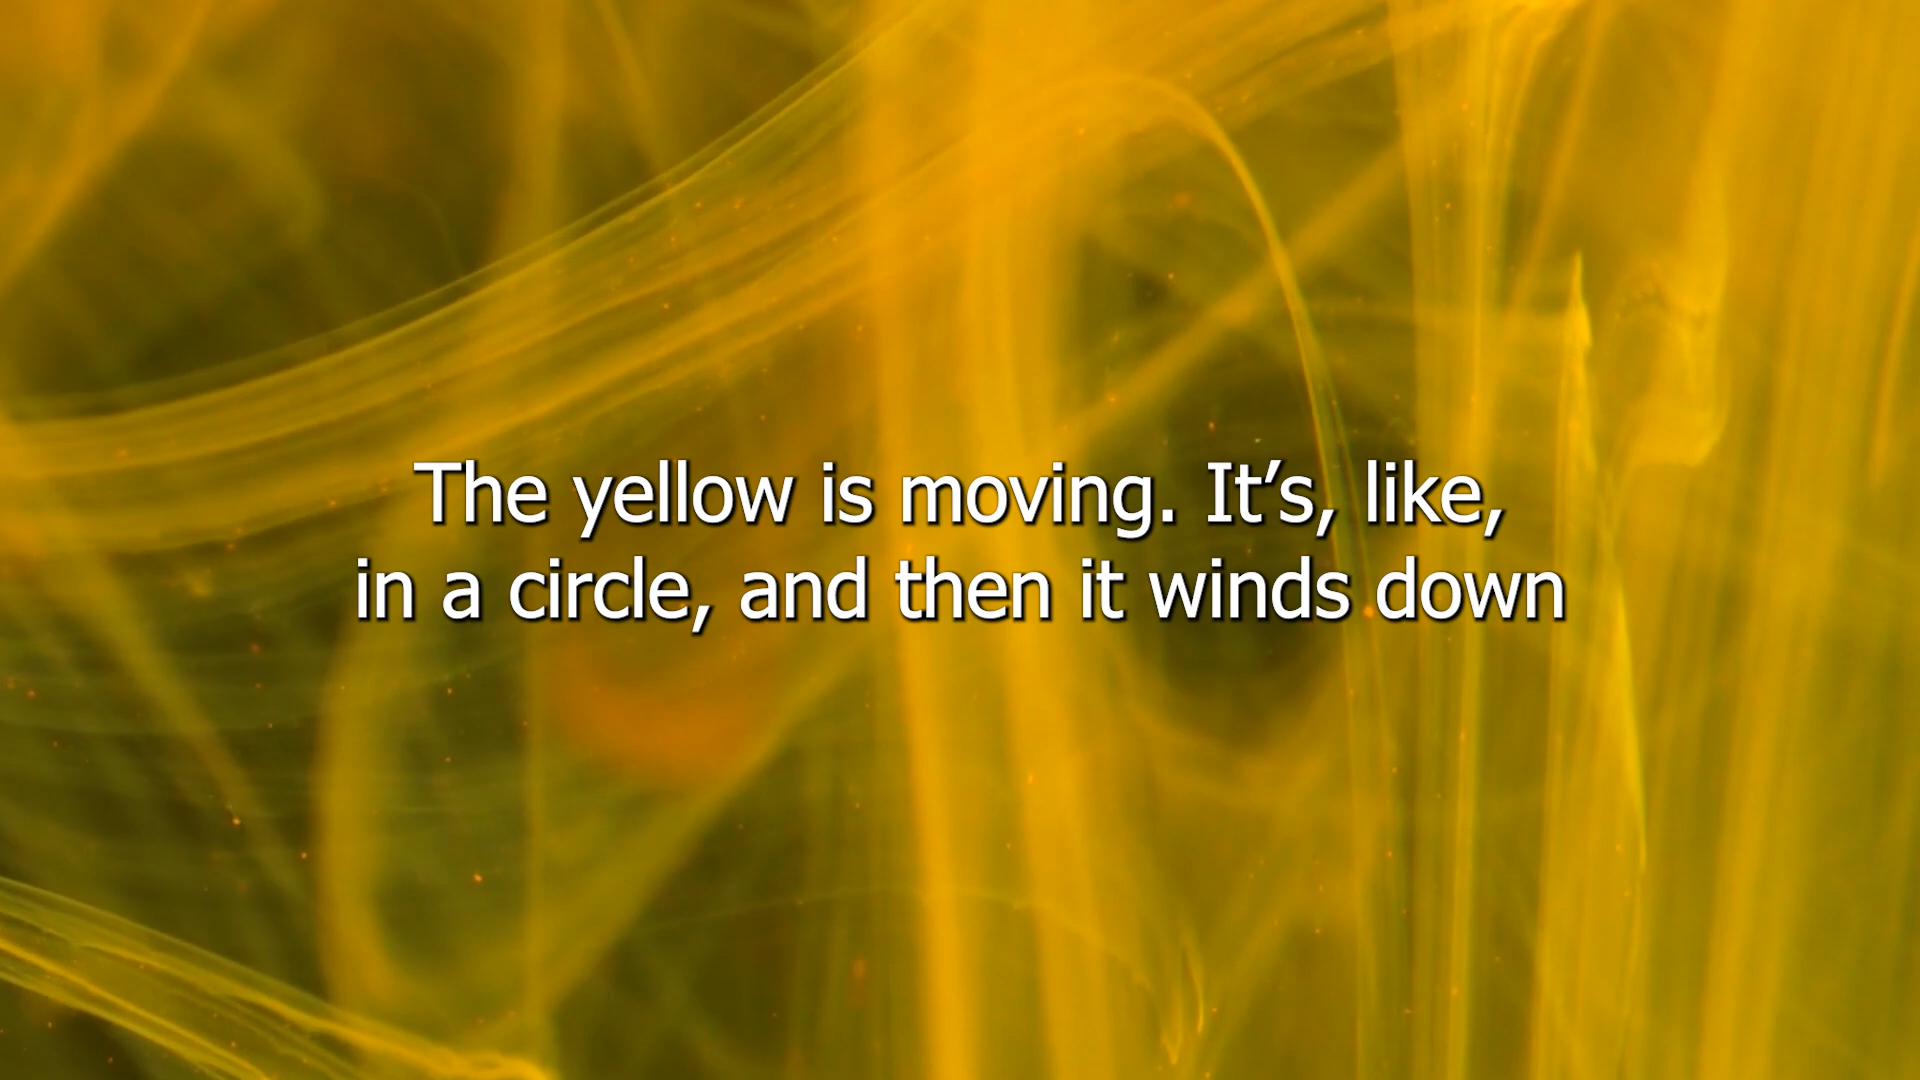 The yellow is moving. It’s, like,
in a circle, and then it winds down